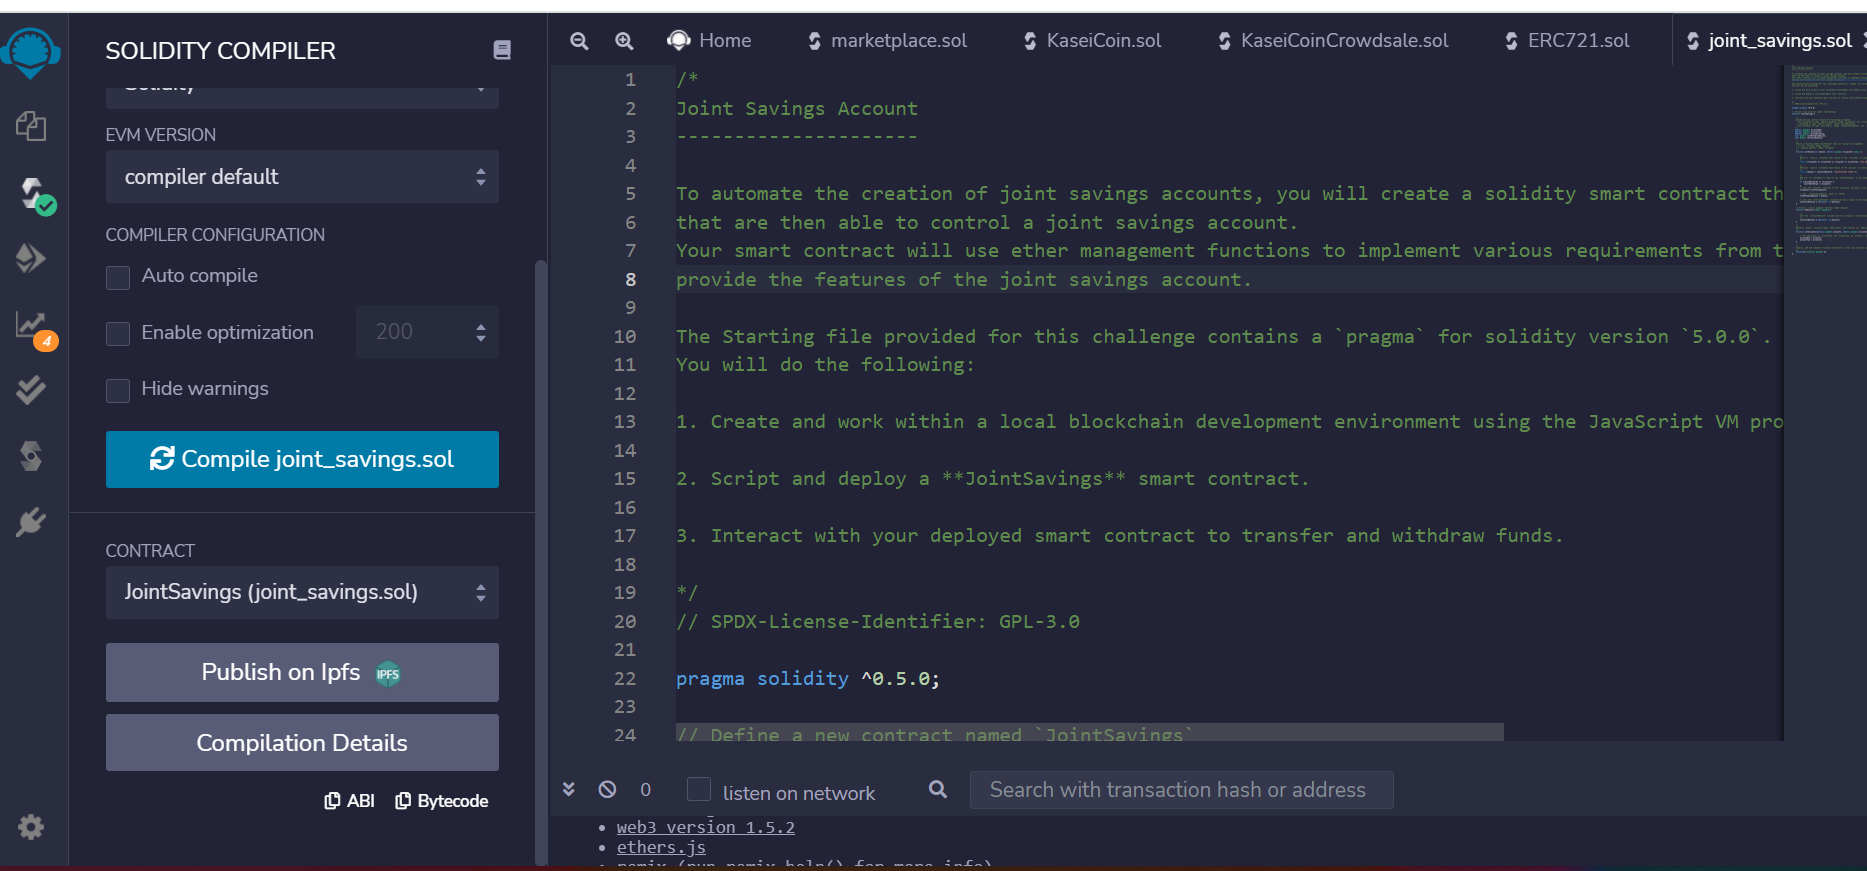 SOLIDITY COMPILER
Solidity
EVM VERSION
compiler default
COMPILER CONFIGURATION
Auto compile
Enable optimization
200
Hide warnings
Compile joint_savings.sol
CONTRACT
JointSavings (joint_savings.sol)
Publish on Ipfs IPFS
Compilation Details
ABI Bytecode
4
Home marketplace.sol KaseiCoin.sol KaseiCoinCrowdsale.sol ERC721.sol joint_savings.sol
1 /*
2 Joint Savings Account
3 ---------------------
4
5 To automate the creation of joint savings accounts, you will create a solidity smart contract th
6 that are then able to control a joint savings account.
7 Your smart contract will use ether management functions to implement various requirements from t
8 provide the features of the joint savings account.
9
10 The Starting file provided for this challenge contains a `pragma` for solidity version `5.0.0`.
11 You will do the following:
12
13 1. Create and work within a local blockchain development environment using the JavaScript VM pro
14
15 2. Script and deploy a **JointSavings** smart contract.
16
17 3. Interact with your deployed smart contract to transfer and withdraw funds.
18
19 */
20 // SPDX-License-Identifier: GPL-3.0
21
22 pragma solidity ^0.5.0;
23
24 // Define a new contract named `JointSavings`
0 listen on network Search with transaction hash or address
• web3 version 1.5.2
• ethers.js
• remix (run remix.help() for more info)